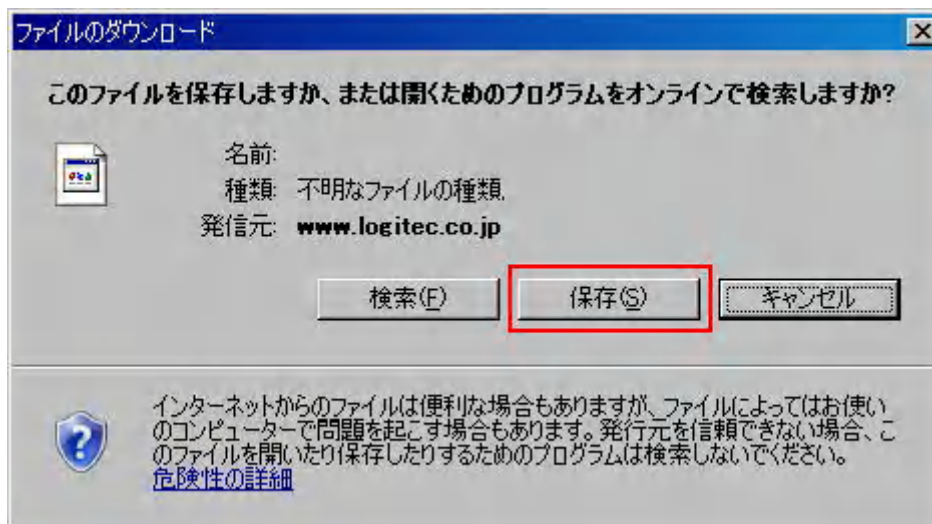 ファイルのダウンロード
このファイルを保存しますか、または開くためのプログラムをオンラインで検索しますか?
名前:
種類: 不明なファイルの種類,
発信元: www.logitec.co.jp
検索(F) 保存(S) キャンセル
インターネットからのファイルは便利な場合もありますが、ファイルによってはお使い
のコンピューターで問題を起こす場合もあります。発行元を信頼できない場合、こ
のファイルを開いたり保存したりするためのプログラムは検索しないでください。
危険性の詳細